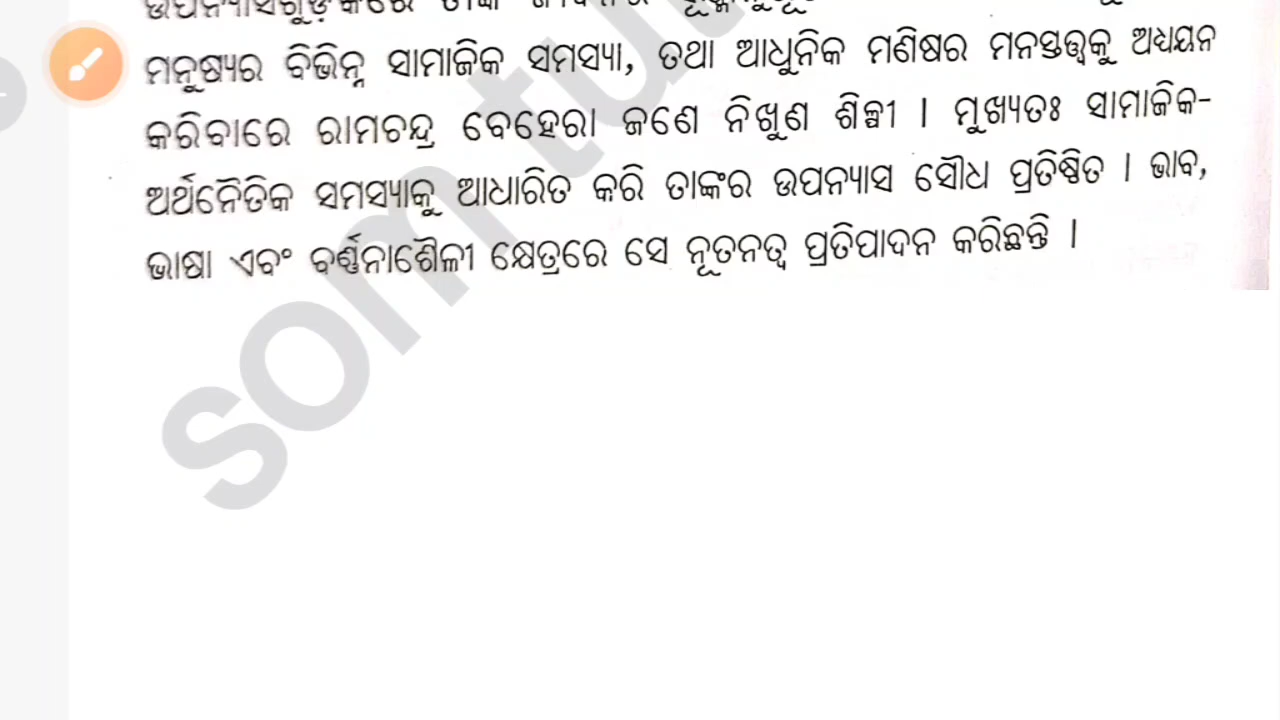 ମନୁଷ୍ୟର ବିଭିନ୍ନ ସାମାଜିକ ସମସ୍ୟା, ତଥା ଆଧୁନିକ ମଣିଷର ମନସ୍ତତ୍ତ୍ୱକୁ ଅଧ୍ୟୟନ
କରିବାରେ ରାମଚନ୍ଦ୍ର ବେହେରା ଜଣେ ନିଖୁଣ ଶିଳ୍ପୀ । ମୁଖ୍ୟତଃ ସାମାଜିକ-
ଅର୍ଥନୈତିକ ସମସ୍ୟାକୁ ଆଧାରିତ କରି ତାଙ୍କର ଉପନ୍ୟାସ ସୌଧ ପ୍ରତିଷ୍ଠିତ । ଭାବ,
ଭାଷା ଏବଂ ବର୍ଣ୍ଣନାଶୈଳୀ କ୍ଷେତ୍ରରେ ସେ ନୂତନତ୍ୱ ପ୍ରତିପାଦନ କରିଛନ୍ତି ।
som